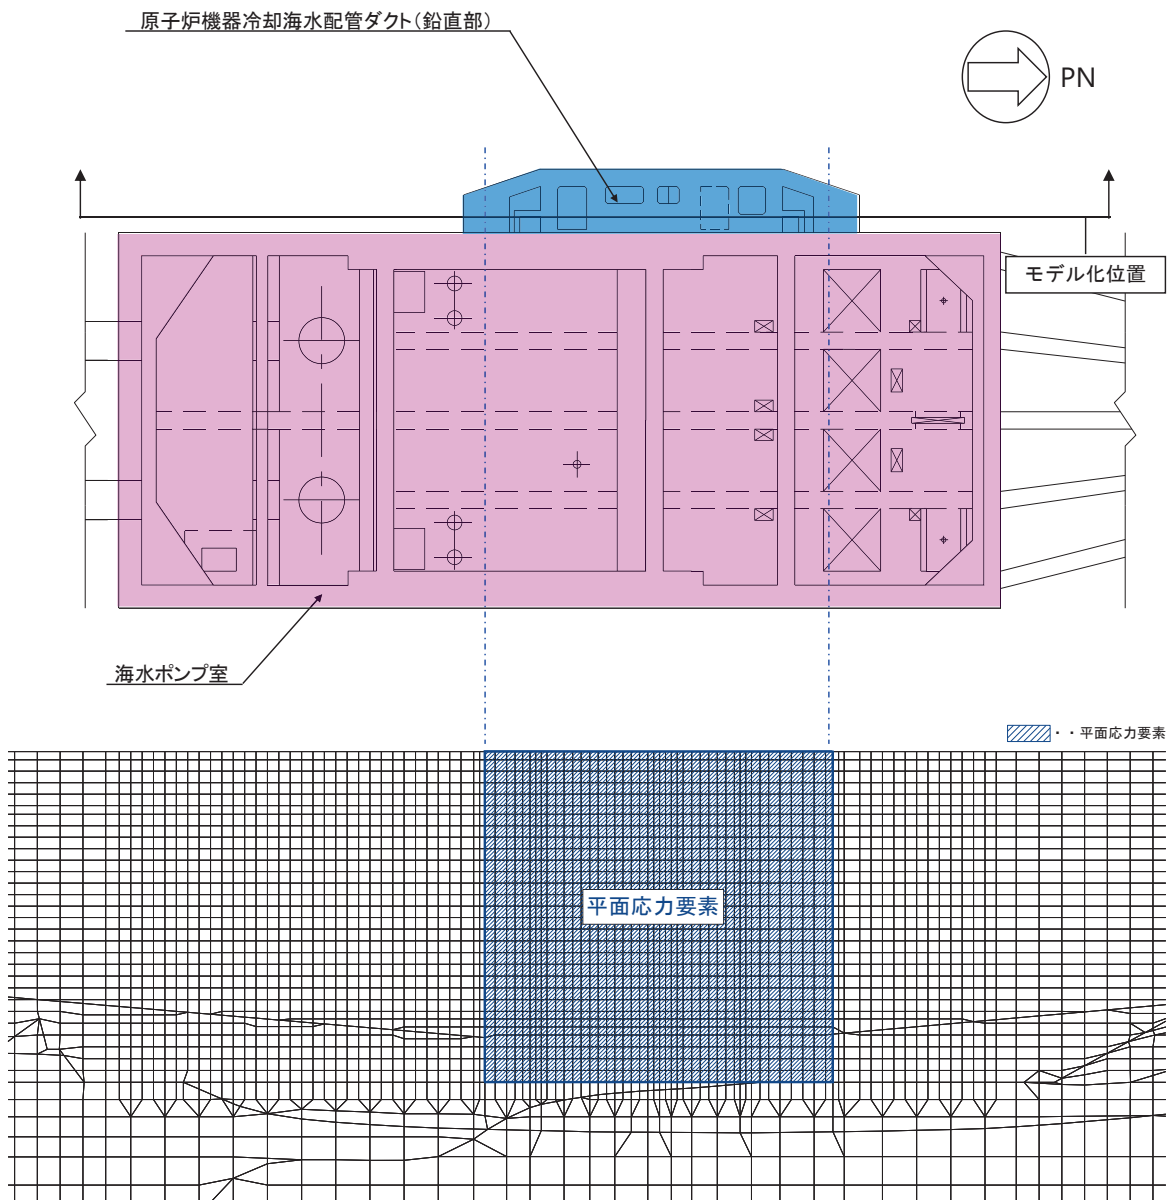 原子炉機器冷却海水配管ダクト(鉛直部)
PN
モデル化位置
海水ポンプ室
・・平面応力要素
平面応力要素